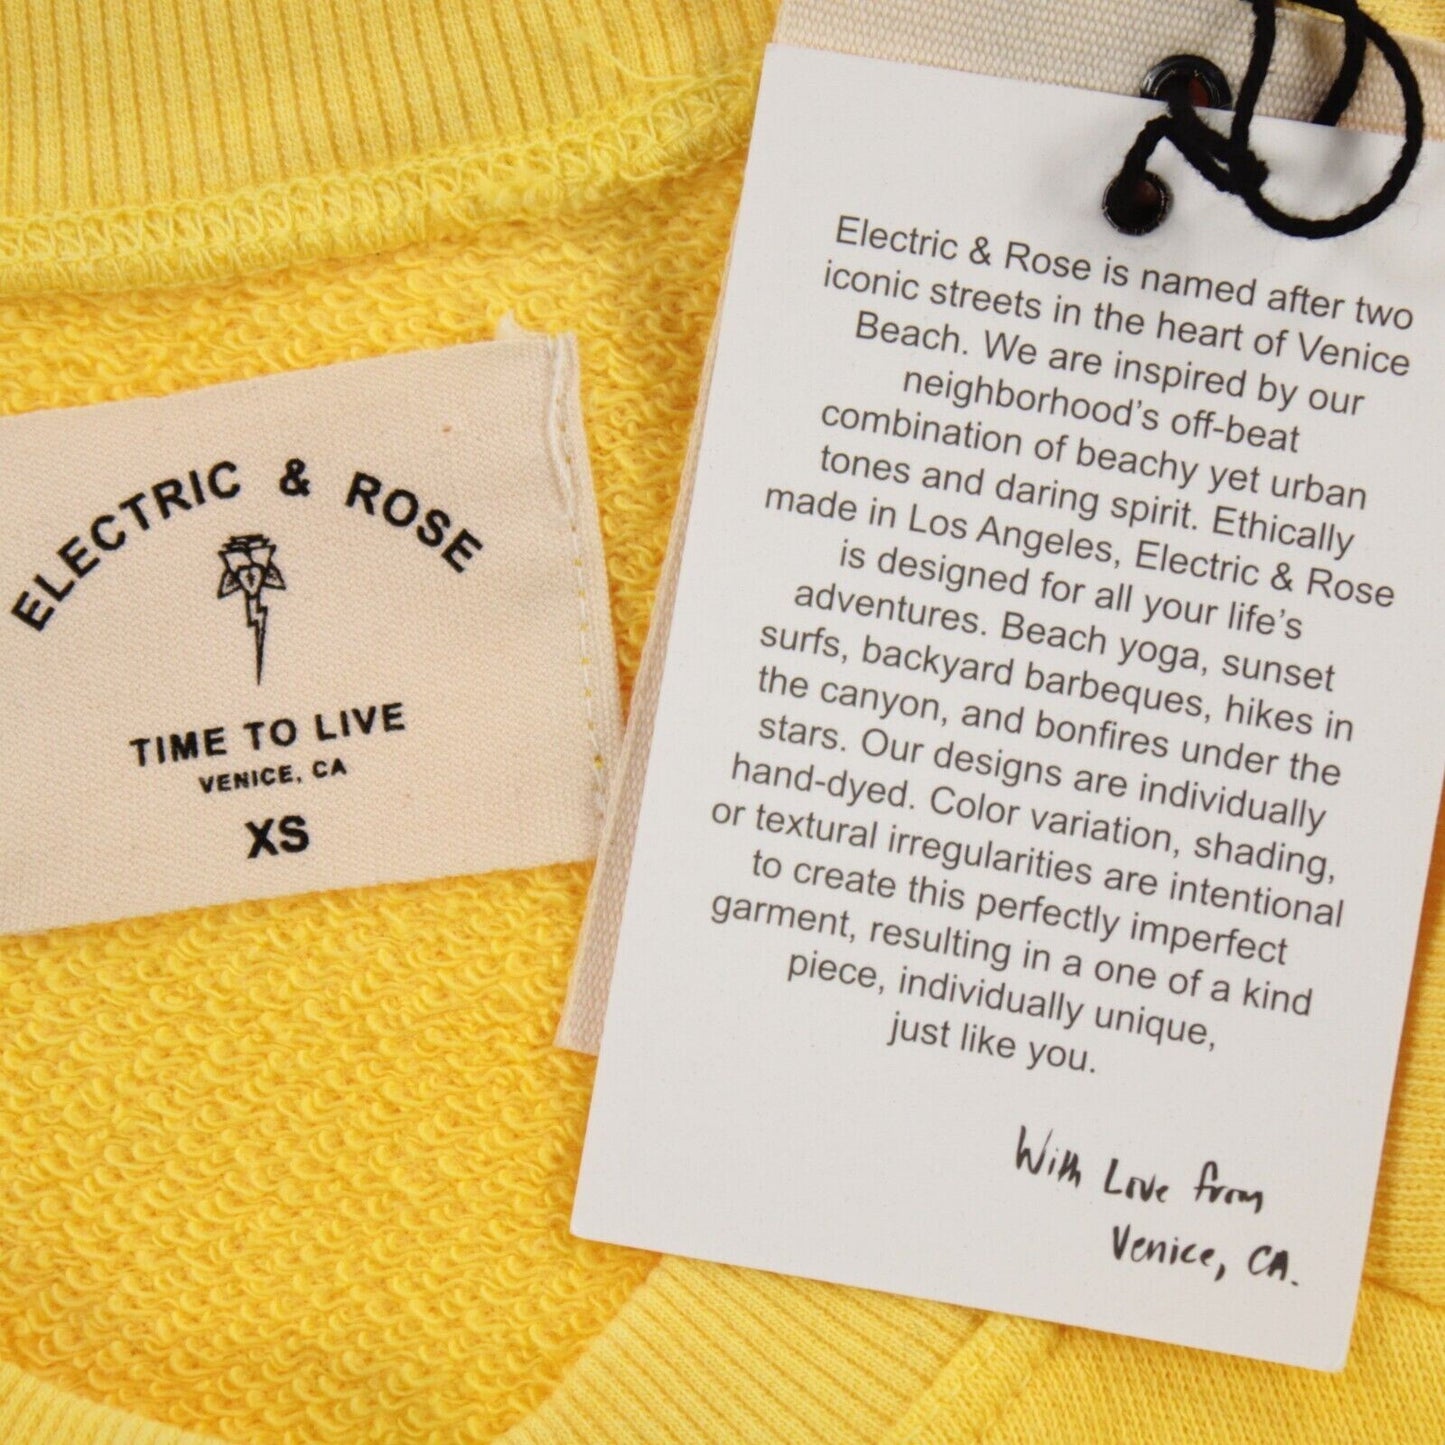 ELECTRIC & ROSE
TIME TO LIVE
VENICE, CA
XS
Electric & Rose is named after two
iconic streets in the heart of Venice
Beach. We are inspired by our
neighborhood's off-beat
combination of beachy yet urban
tones and daring spirit. Ethically
made in Los Angeles, Electric & Rose
is designed for all your life's
adventures. Beach yoga, sunset
surfs, backyard barbeques, hikes in
the canyon, and bonfires under the
stars. Our designs are individually
hand-dyed. Color variation, shading,
or textural irregularities are intentional
to create this perfectly imperfect
garment, resulting in a one of a kind
piece, individually unique,
just like you.
With Love from
Venice, CA.